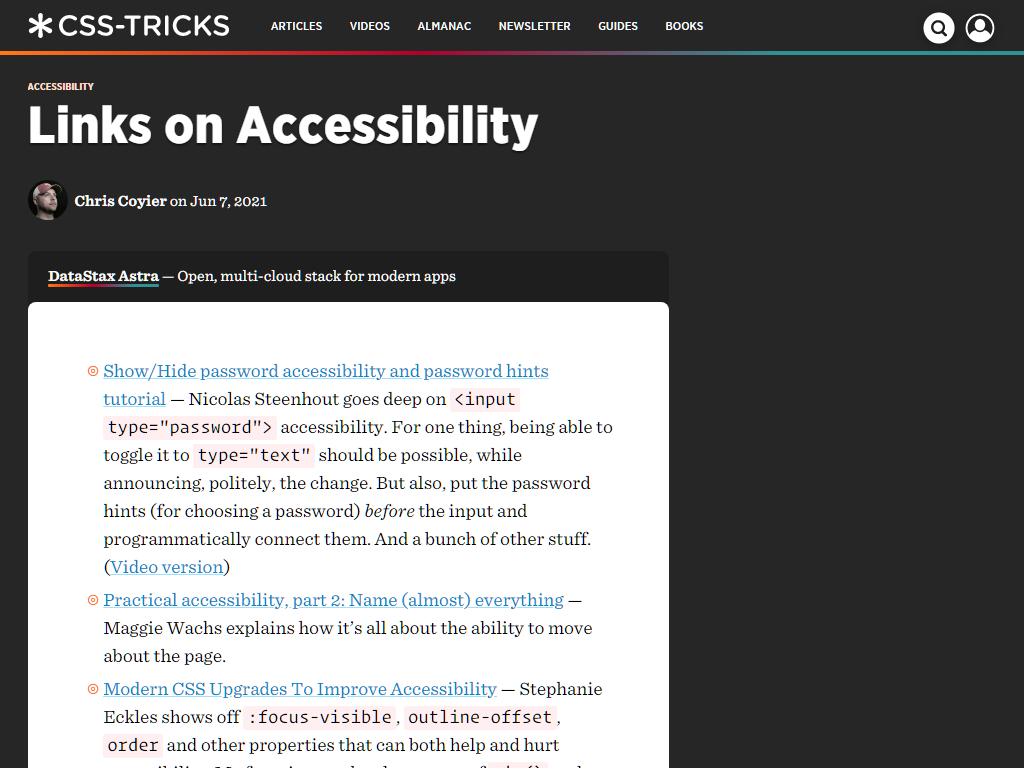 CSS-TRICKS
ARTICLES VIDEOS ALMANAC NEWSLETTER GUIDES BOOKS
ACCESSIBILITY
Links on Accessibility
Chris Coyier on Jun 7, 2021
DataStax Astra — Open, multi-cloud stack for modern apps
Show/Hide password accessibility and password hints
tutorial — Nicolas Steenhout goes deep on <input
type="password"> accessibility. For one thing, being able to
toggle it to type="text" should be possible, while
announcing, politely, the change. But also, put the password
hints (for choosing a password) before the input and
programmatically connect them. And a bunch of other stuff.
(Video version)
Practical accessibility, part 2: Name (almost) everything —
Maggie Wachs explains how it’s all about the ability to move
about the page.
Modern CSS Upgrades To Improve Accessibility — Stephanie
Eckles shows off :focus-visible, outline-offset,
order and other properties that can both help and hurt